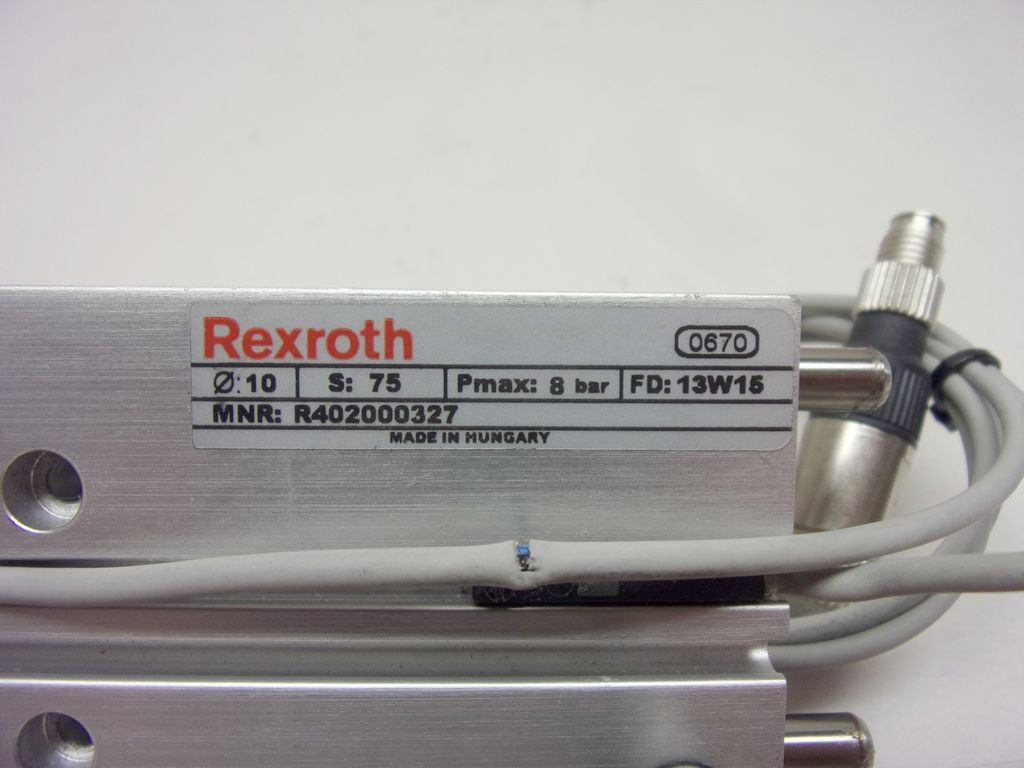 Rexroth 0670
Ø: 10 S: 75 Pmax: 8 bar FD: 13W15
MNR: R402000327
MADE IN HUNGARY